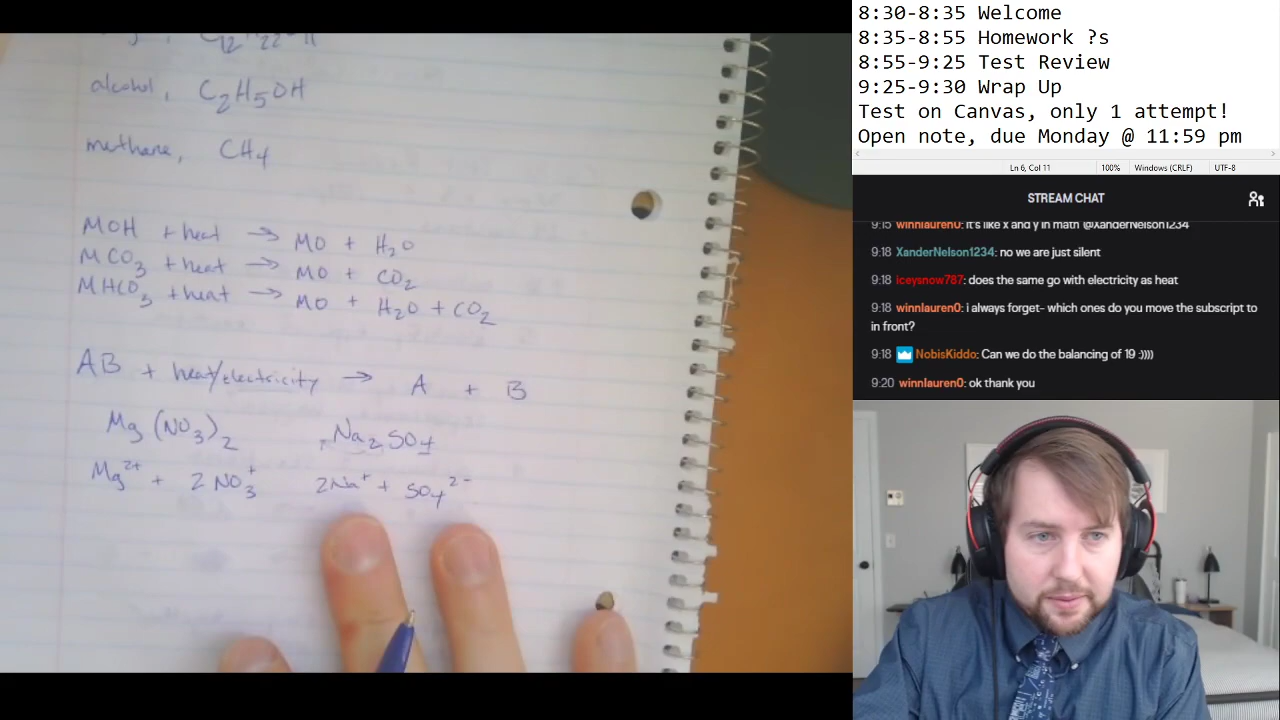 C12H22O11
alcohol, C2H5OH
methane, CH4
MOH + heat → MO + H2O
MCO3 + heat → MO + CO2
MHCO3 + heat → MO + H2O + CO2
AB + heat/electricity → A + B
Mg(NO3)2 Na2SO4
Mg2+ + 2NO3+ 2Na+ + SO4 2-
8:30-8:35 Welcome
8:35-8:55 Homework ?s
8:55-9:25 Test Review
9:25-9:30 Wrap Up
Test on Canvas, only 1 attempt!
Open note, due Monday @ 11:59 pm
Ln 6, Col 11 100% Windows (CRLF) UTF-8
STREAM CHAT
9:15 winnlauren0: it's like x and y in math @XanderNelson1234
9:18 XanderNelson1234: no we are just silent
9:18 iceysnow787: does the same go with electricity as heat
9:18 winnlauren0: i always forget- which ones do you move the subscript to
in front?
9:18 NobisKiddo: Can we do the balancing of 19 :))))
9:20 winnlauren0: ok thank you